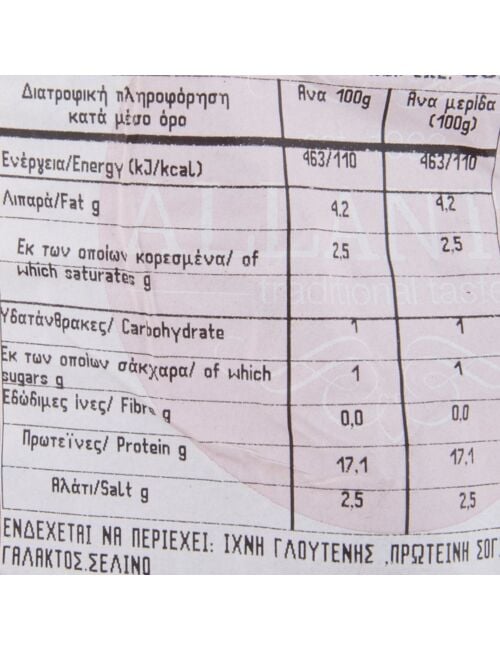 Διατροφική πληροφόρηση Ανα 100g Ανα μερίδα
κατά μέσο όρο (100g)
Ενέργεια/Energy (kJ/kcal) 463/110 463/110
Λιπαρά/Fat g 4,2 4,2
Εκ των οποίων κορεσμένα/ of 2,5 2,5
which saturates g
traditional taste
Υδατάνθρακες/ Carbohydrate 1 1
Εκ των οποίων σάκχαρα/ of which 1 1
sugars g
Εδώδιμες ίνες/ Fibre g 0,0 0,0
Πρωτεϊνες/ Protein g 17,1 17,1
Αλάτι/Salt g 2,5 2,5
ΕΝΔΕΧΕΤΑΙ ΝΑ ΠΕΡΙΕΧΕΙ: ΙΧΝΗ ΓΛΟΥΤΕΝΗΣ ,ΠΡΩΤΕΙΝΗ ΣΟΓ
ΓΑΛΑΚΤΟΣ.ΣΕΛΙΝΟ